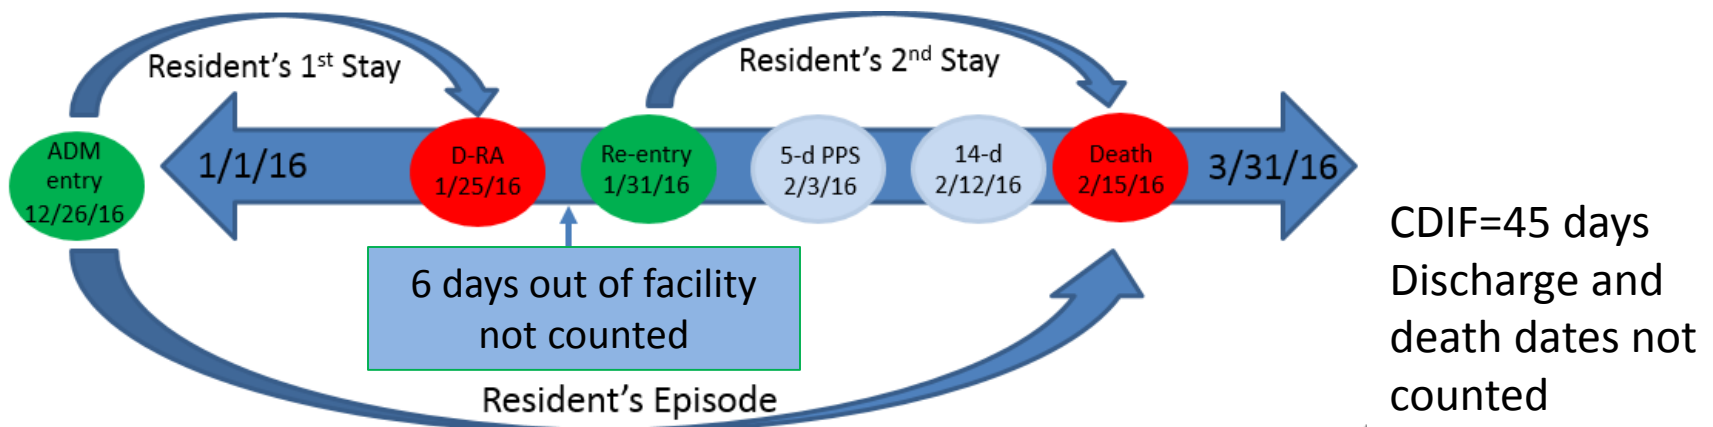 Resident's 1st Stay
Resident's 2nd Stay
ADM
entry
12/26/16
1/1/16
D-RA
1/25/16
Re-entry
1/31/16
5-d PPS
2/3/16
14-d
2/12/16
Death
2/15/16
3/31/16
6 days out of facility
not counted
Resident's Episode
CDIF=45 days
Discharge and
death dates not
counted